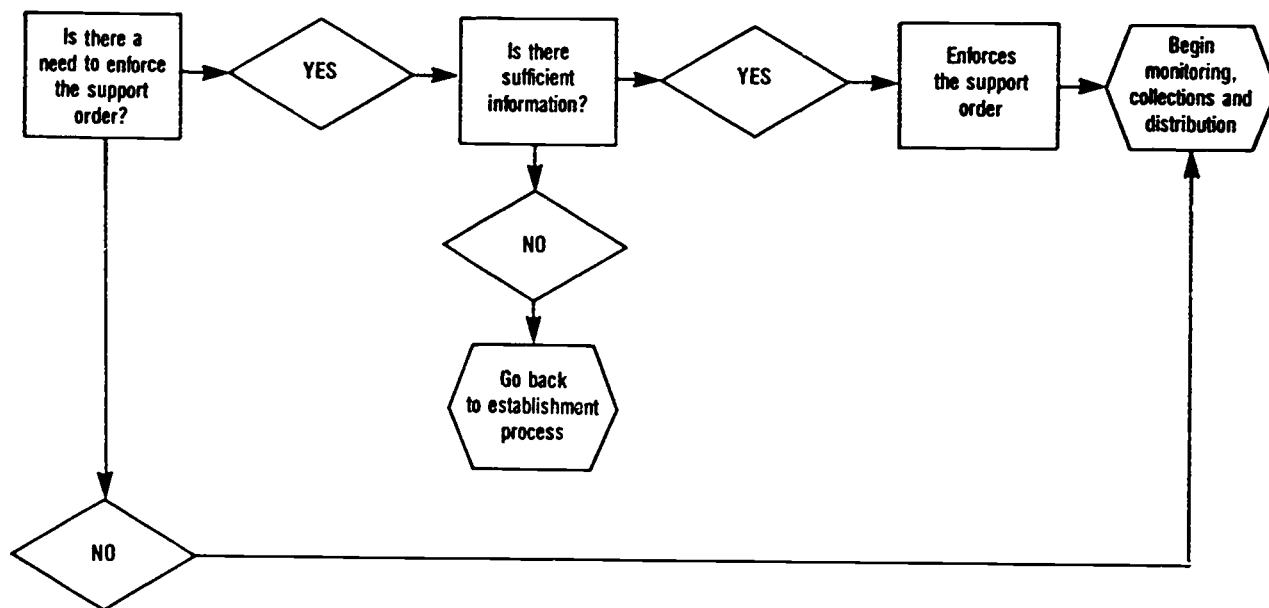 Is there a
need to enforce
the support
order?
YES
Is there
sufficient
information?
YES
Enforces
the support
order
Begin
monitoring,
collections and
distribution
NO
Go back
to establishment
process
NO